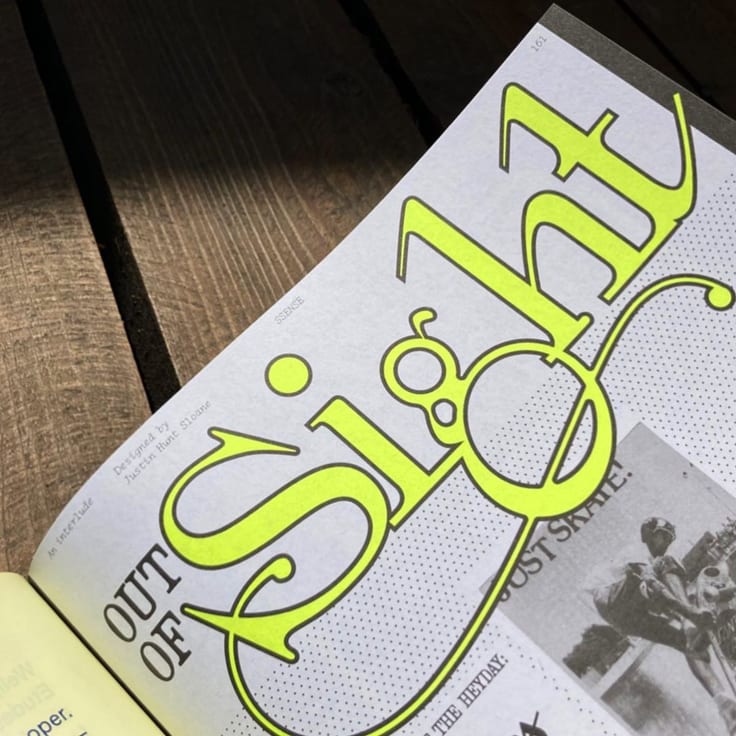 161
SSENSE
Designed by
Justin Hunt Sloane
An interlude
OUT
OF
Sight
JUST SKATE!
THE HEYDAY:
oper.